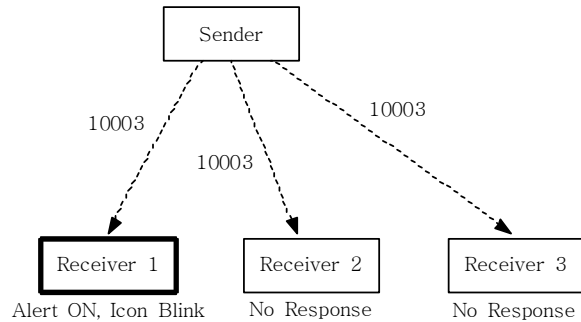 Sender
10003
10003
10003
Receiver 1
Receiver 2
Receiver 3
Alert ON, Icon Blink
No Response
No Response